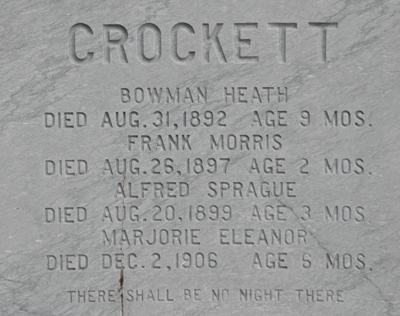 CROCKETT
BOWMAN HEATH
DIED AUG. 31, 1892 AGE 9 MOS.
FRANK MORRIS
DIED AUG. 26, 1897 AGE 2 MOS.
ALFRED SPRAGUE
DIED AUG. 20, 1899 AGE 3 MOS
MARJORIE ELEANOR
DIED DEC. 2, 1906 AGE 6 MOS.
THERE SHALL BE NO NIGHT THERE